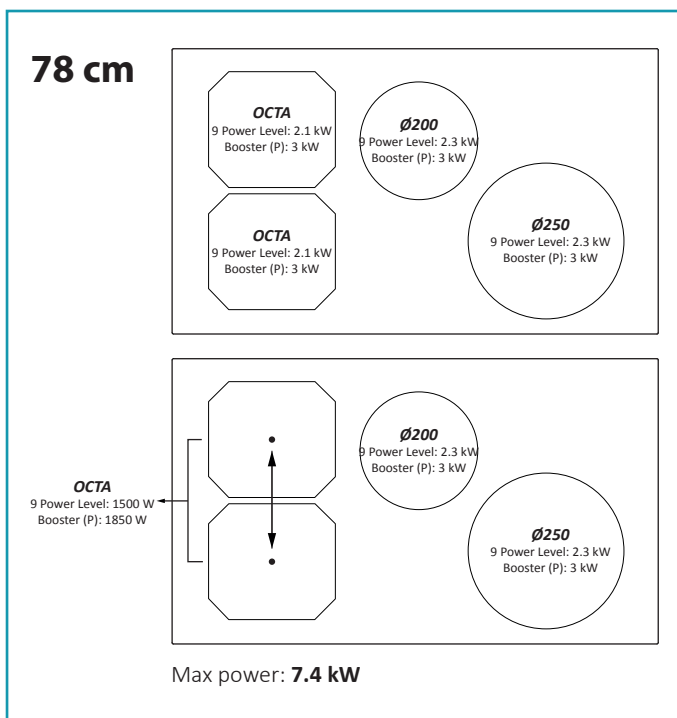 78 cm
OCTA
9 Power Level: 2.1 kW
Booster (P): 3 kW
Ø200
9 Power Level: 2.3 kW
Booster (P): 3 kW
OCTA
9 Power Level: 2.1 kW
Booster (P): 3 kW
Ø250
9 Power Level: 2.3 kW
Booster (P): 3 kW
OCTA
9 Power Level: 1500 W
Booster (P): 1850 W
Ø200
9 Power Level: 2.3 kW
Booster (P): 3 kW
Ø250
9 Power Level: 2.3 kW
Booster (P): 3 kW
Max power: 7.4 kW